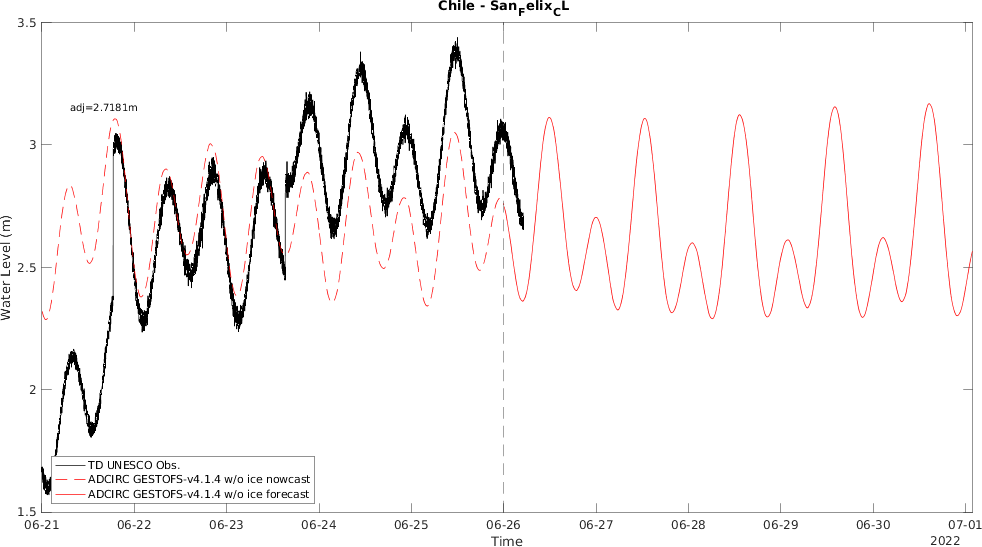 Chile - SanFelixCL
3.5
3
2.5
2
1.5
Water Level (m)
adj=2.7181m
TD UNESCO Obs.
ADCIRC GESTOFS-v4.1.4 w/o ice nowcast
ADCIRC GESTOFS-v4.1.4 w/o ice forecast
06-21 06-22 06-23 06-24 06-25 06-26 06-27 06-28 06-29 06-30 07-01
Time
2022